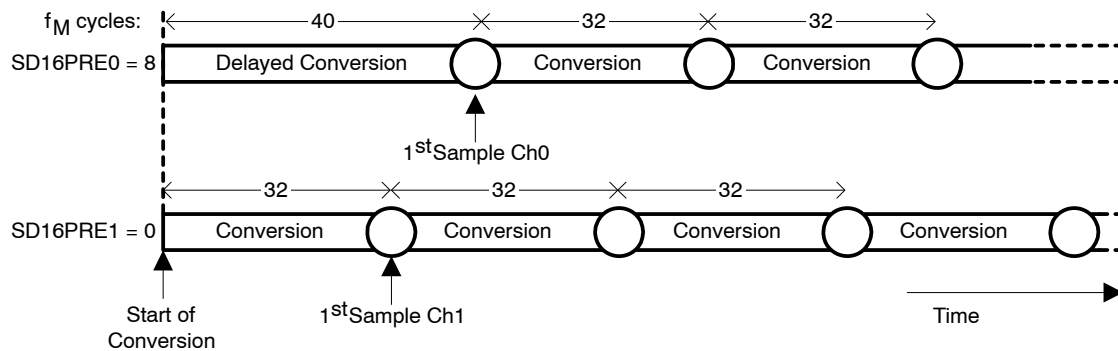 f_M cycles:
40
32
32
SD16PRE0 = 8
Delayed Conversion
Conversion
Conversion
1st Sample Ch0
32
32
32
SD16PRE1 = 0
Conversion
Conversion
Conversion
Conversion
Start of
Conversion
1st Sample Ch1
Time